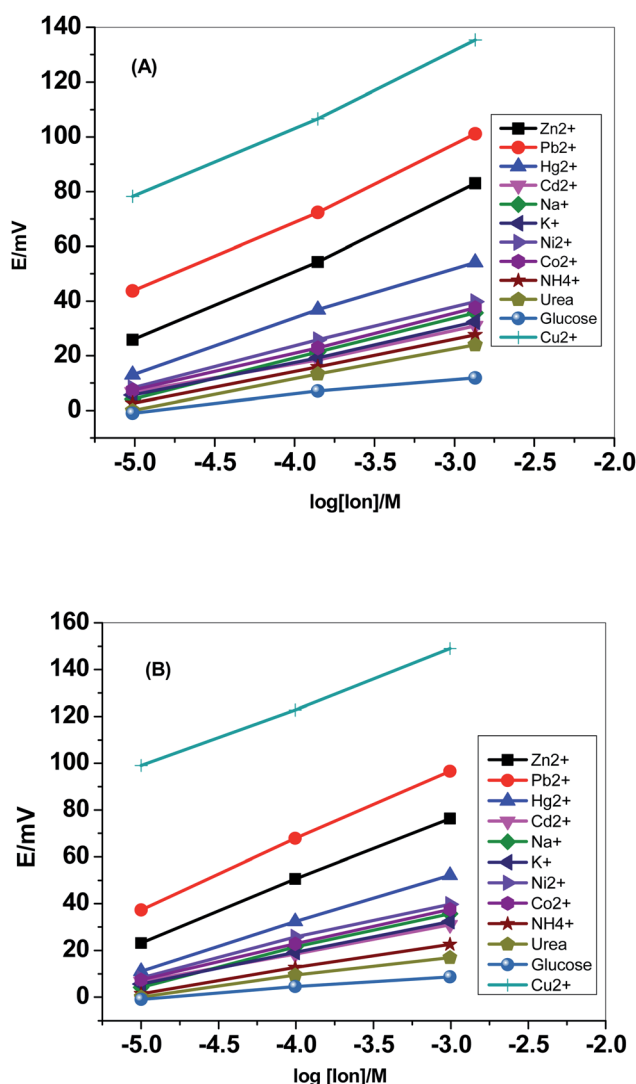 140
(A)
120
100
80
60
40
20
0
E/mV
Zn2+
Pb2+
Hg2+
Cd2+
Na+
K+
Ni2+
Co2+
NH4+
Urea
Glucose
Cu2+
-5.0 -4.5 -4.0 -3.5 -3.0 -2.5 -2.0
log[Ion]/M
160
(B)
140
120
100
80
60
40
20
0
E/mV
Zn2+
Pb2+
Hg2+
Cd2+
Na+
K+
Ni2+
Co2+
NH4+
Urea
Glucose
Cu2+
-5.0 -4.5 -4.0 -3.5 -3.0 -2.5 -2.0
log [Ion]/M